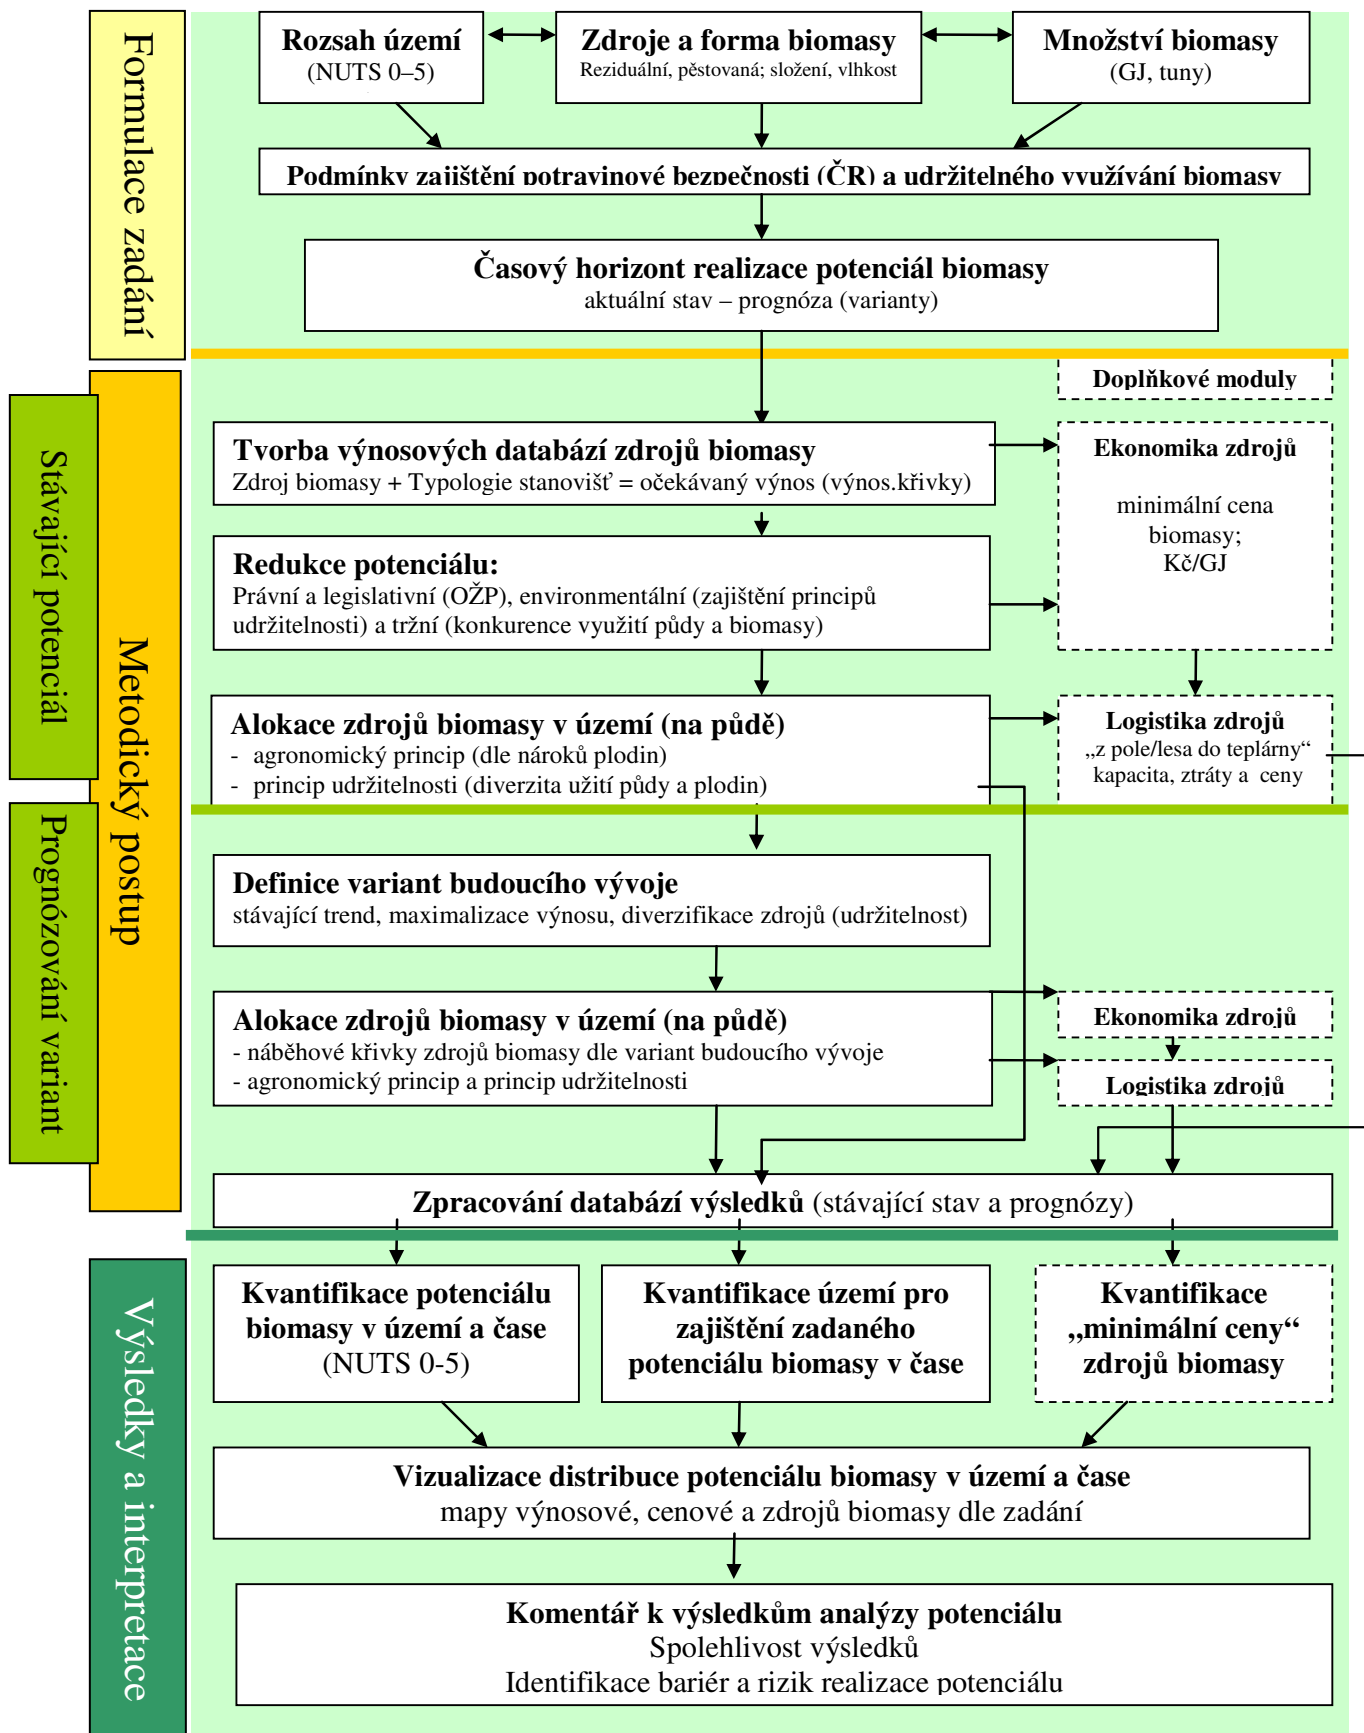 Formulace zadání
Rozsah území
(NUTS 0–5)
Zdroje a forma biomasy
Reziduální, pěstovaná; složení, vlhkost
Množství biomasy
(GJ, tuny)
Podmínky zajištění potravinové bezpečnosti (ČR) a udržitelného využívání biomasy
Časový horizont realizace potenciál biomasy
aktuální stav – prognóza (varianty)
Metodický postup
Stávající potenciál
Doplňkové moduly
Tvorba výnosových databází zdrojů biomasy
Zdroj biomasy + Typologie stanovišť = očekávaný výnos (výnos.křivky)
Ekonomika zdrojů
minimální cena
biomasy;
Kč/GJ
Redukce potenciálu:
Právní a legislativní (OŽP), environmentální (zajištění principů
udržitelnosti) a tržní (konkurence využití půdy a biomasy)
Alokace zdrojů biomasy v území (na půdě)
- agronomický princip (dle nároků plodin)
- princip udržitelnosti (diverzita užití půdy a plodin)
Logistika zdrojů
„z pole/lesa do teplárny“
kapacita, ztráty a ceny
Prognózování variant
Definice variant budoucího vývoje
stávající trend, maximalizace výnosu, diverzifikace zdrojů (udržitelnost)
Alokace zdrojů biomasy v území (na půdě)
- náběhové křivky zdrojů biomasy dle variant budoucího vývoje
- agronomický princip a princip udržitelnosti
Ekonomika zdrojů
Logistika zdrojů
Zpracování databází výsledků (stávající stav a prognózy)
Výsledky a interpretace
Kvantifikace potenciálu
biomasy v území a čase
(NUTS 0-5)
Kvantifikace území pro
zajištění zadaného
potenciálu biomasy v čase
Kvantifikace
„minimální ceny“
zdrojů biomasy
Vizualizace distribuce potenciálu biomasy v území a čase
mapy výnosové, cenové a zdrojů biomasy dle zadání
Komentář k výsledkům analýzy potenciálu
Spolehlivost výsledků
Identifikace bariér a rizik realizace potenciálu